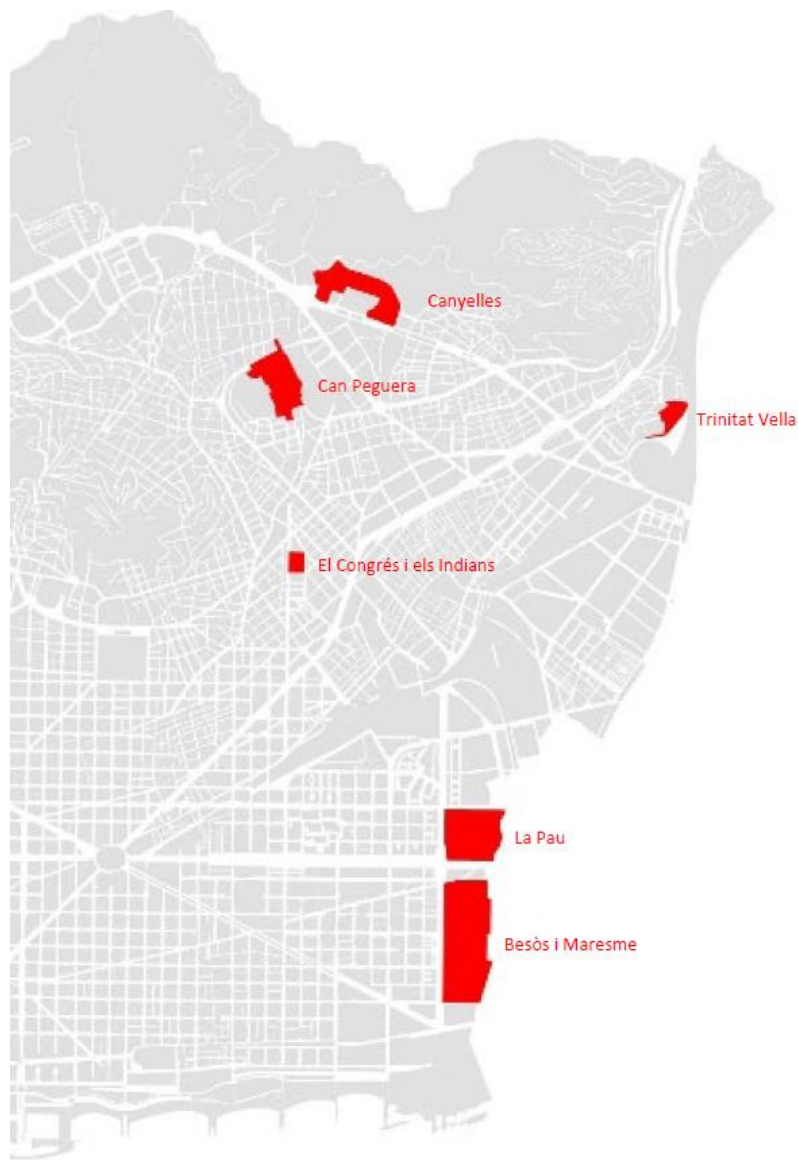 Canyelles
Can Peguera
Trinitat Vella
El Congrés i els Indians
La Pau
Besòs i Maresme